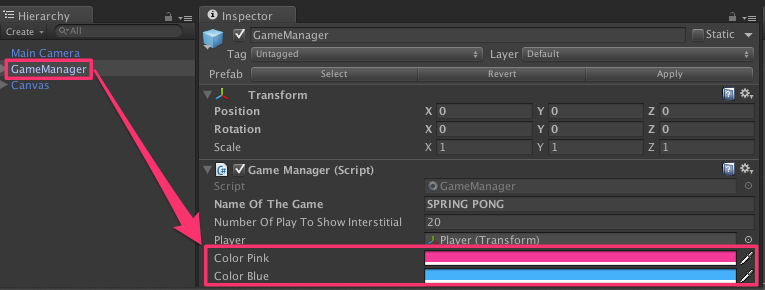 Hierarchy
Create All
Main Camera
GameManager
Canvas
Inspector
GameManager Static
Tag Untagged Layer Default
Prefab Select Revert Apply
Transform
Position X 0 Y 0 Z 0
Rotation X 0 Y 0 Z 0
Scale X 1 Y 1 Z 1
Game Manager (Script)
Script GameManager
Name Of The Game SPRING PONG
Number Of Play To Show Interstitial 20
Player Player (Transform)
Color Pink
Color Blue